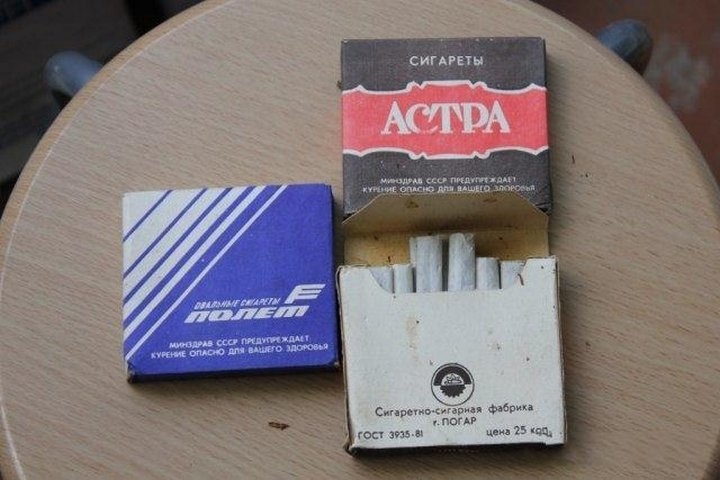 СИГАРЕТЫ
АСТРА
МИНЗДРАВ СССР ПРЕДУПРЕЖДАЕТ
КУРЕНИЕ ОПАСНО ДЛЯ ВАШЕГО ЗДОРОВЬЯ
ОВАЛЬНЫЕ СИГАРЕТЫ
ПОЛЕТ
МИНЗДРАВ СССР ПРЕДУПРЕЖДАЕТ
КУРЕНИЕ ОПАСНО ДЛЯ ВАШЕГО ЗДОРОВЬЯ
Сигаретно-сигарная фабрика
г. ПОГАР
ГОСТ 3935-81 цена 25 коп.